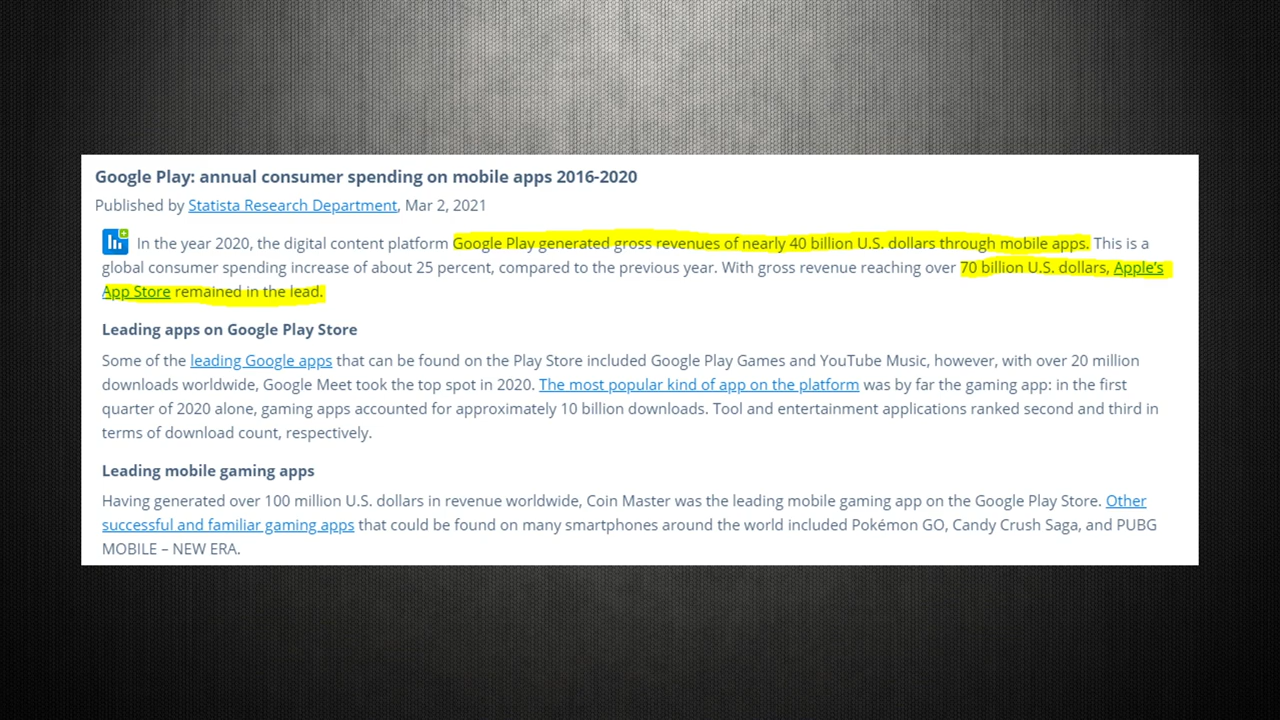 Google Play: annual consumer spending on mobile apps 2016-2020
Published by Statista Research Department, Mar 2, 2021
In the year 2020, the digital content platform Google Play generated gross revenues of nearly 40 billion U.S. dollars through mobile apps. This is a
global consumer spending increase of about 25 percent, compared to the previous year. With gross revenue reaching over 70 billion U.S. dollars, Apple's
App Store remained in the lead.
Leading apps on Google Play Store
Some of the leading Google apps that can be found on the Play Store included Google Play Games and YouTube Music, however, with over 20 million
downloads worldwide, Google Meet took the top spot in 2020. The most popular kind of app on the platform was by far the gaming app: in the first
quarter of 2020 alone, gaming apps accounted for approximately 10 billion downloads. Tool and entertainment applications ranked second and third in
terms of download count, respectively.
Leading mobile gaming apps
Having generated over 100 million U.S. dollars in revenue worldwide, Coin Master was the leading mobile gaming app on the Google Play Store. Other
successful and familiar gaming apps that could be found on many smartphones around the world included Pokémon GO, Candy Crush Saga, and PUBG
MOBILE – NEW ERA.